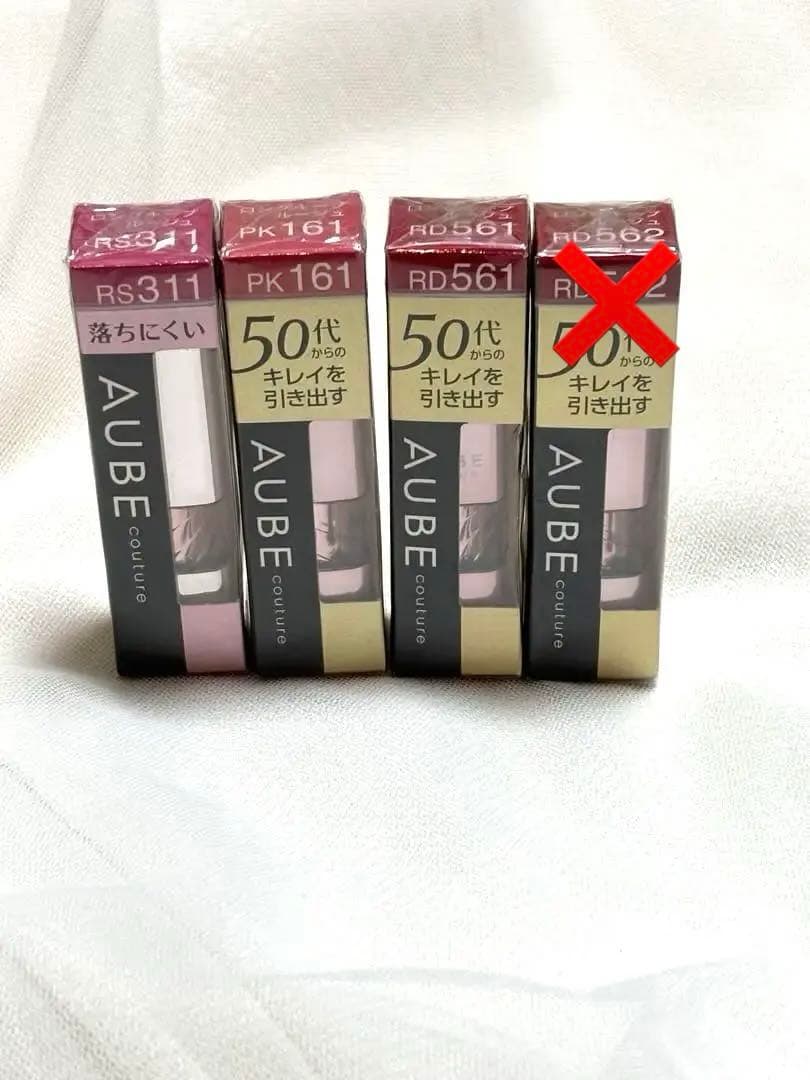 RS311
RS311
落ちにくい
AUBE
couture
PK161
PK161
50代
からの
キレイを
引き出す
AUBE
couture
RD561
RD561
50代
からの
キレイを
引き出す
AUBE
couture
RD562
50
からの
キレイを
引き出す
AUBE
couture